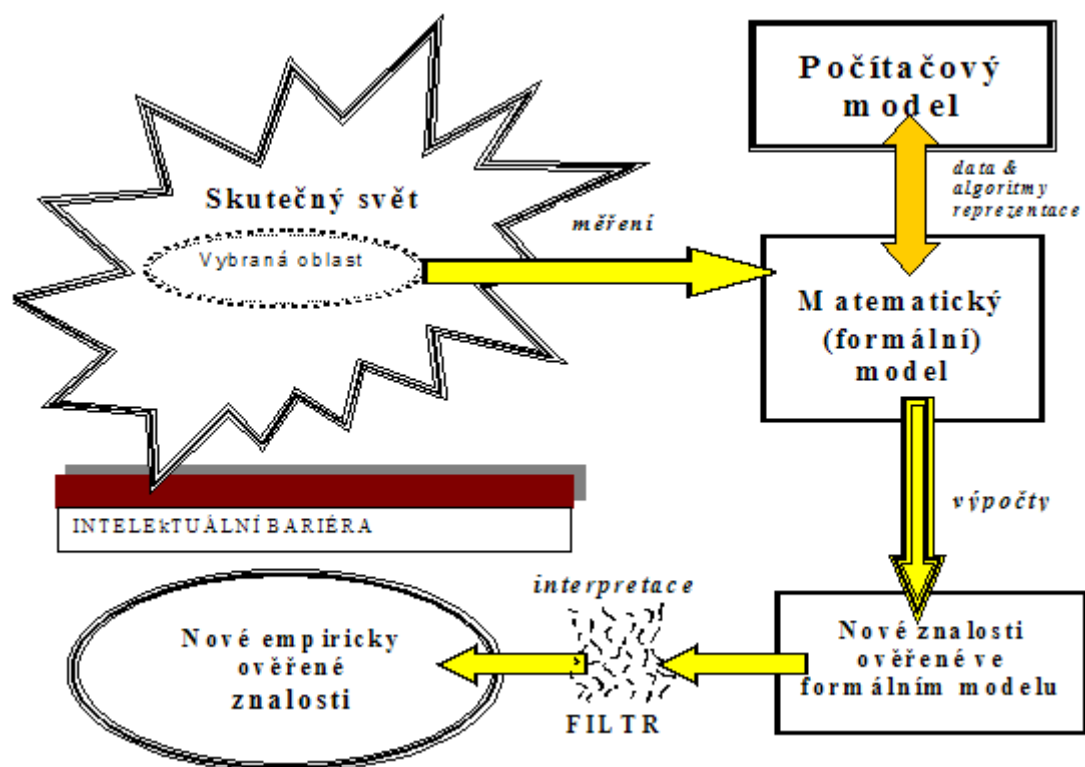 Počítačový
model
data &
algoritmy
reprezentace
Skutečný svět
Vybraná oblast
měření
Matematický
(formální)
model
výpočty
INTELEkTUÁLNÍ BARIÉRA
interpretace
FILTR
Nové empiricky
ověřené
znalosti
Nové znalosti
ověřené ve
formálním modelu